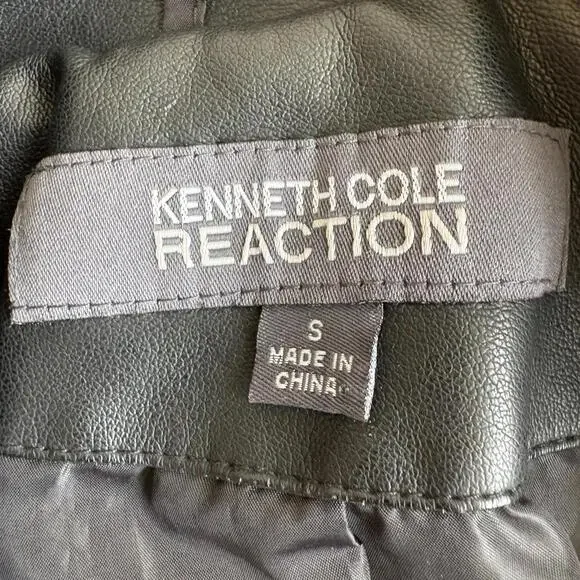 KENNETH COLE
REACTION
S
MADE IN
CHINA